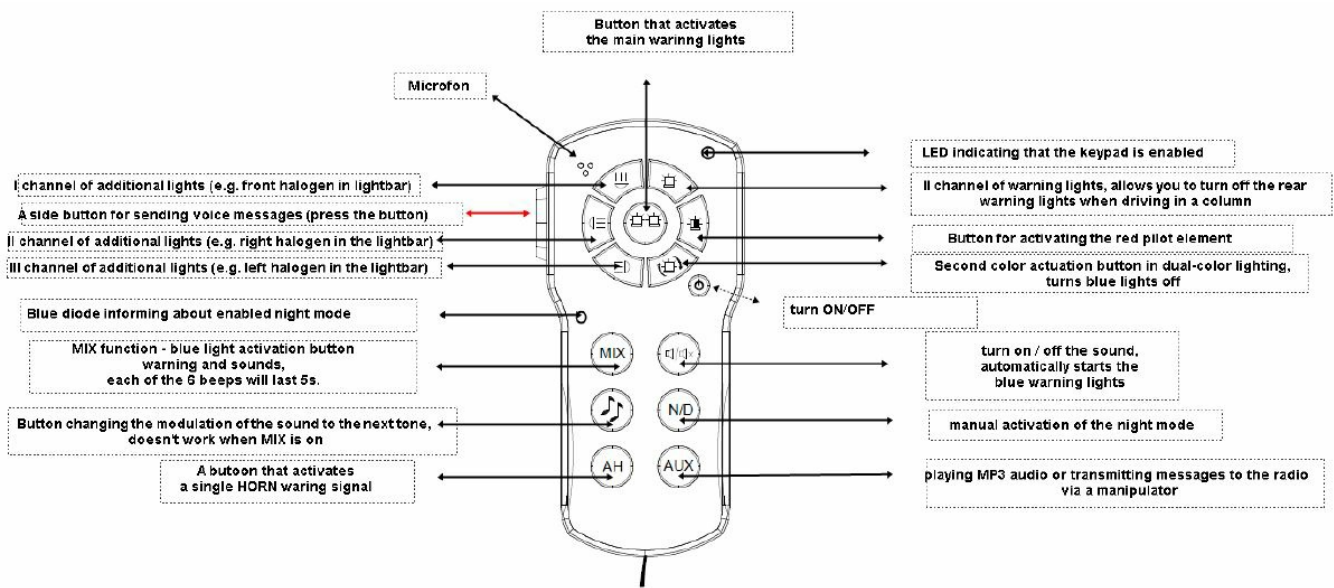 Button that activates
the main warinng lights
Microfon
LED indicating that the keypad is enabled
I channel of additional lights (e.g. front halogen in lightbar)
II channel of warning lights, allows you to turn off the rear
warning lights when driving in a column
A side button for sending voice messages (press the button)
II channel of additional lights (e.g. right halogen in the lightbar)
Button for activating the red pilot element
III channel of additional lights (e.g. left halogen in the lightbar)
Second color actuation button in dual-color lighting,
turns blue lights off
turn ON/OFF
Blue diode informing about enabled night mode
MIX function - blue light activation button
warning and sounds,
each of the 6 beeps will last 5s.
MIX
turn on / off the sound,
automatically starts the
blue warning lights
Button changing the modulation of the sound to the next tone,
doesn't work when MIX is on
N/D
manual activation of the night mode
A butoon that activates
a single HORN waring signal
AH
AUX
playing MP3 audio or transmitting messages to the radio
via a manipulator